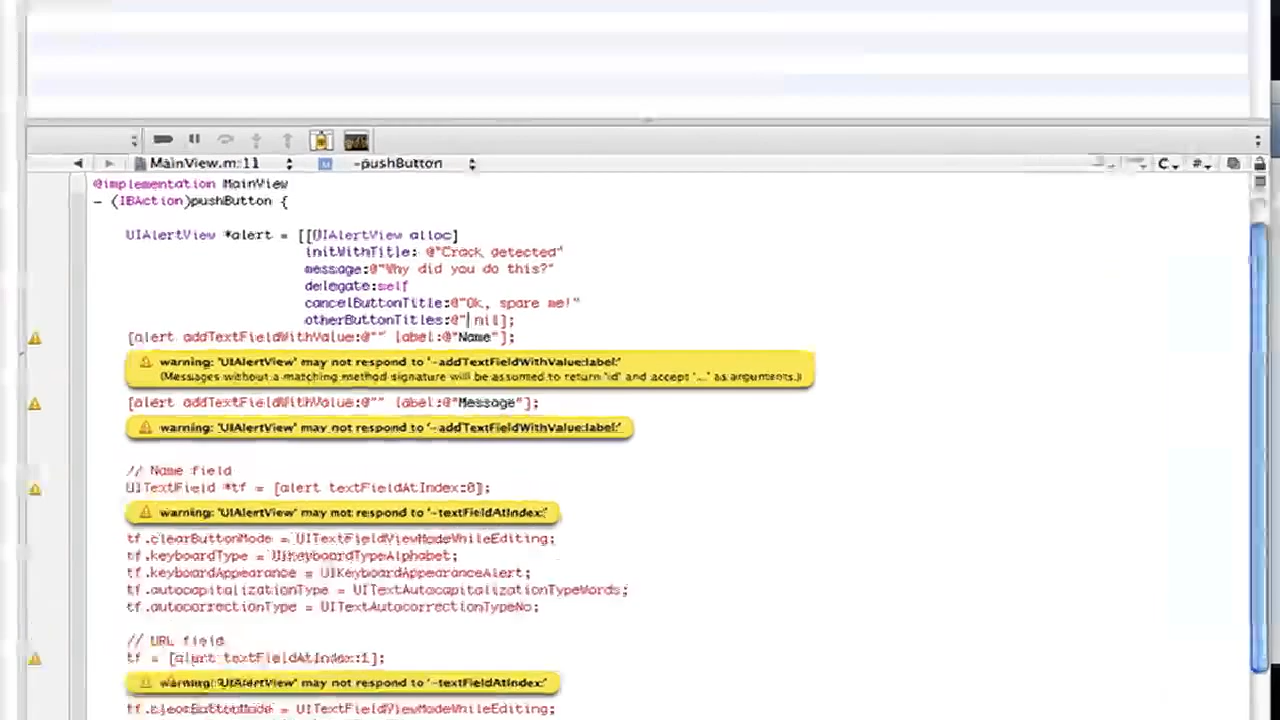 MainView.m:11 -pushButton C #
@implementation MainView
- (IBAction)pushButton {
UIAlertView *alert = [[UIAlertView alloc]
initWithTitle: @"Crack detected"
message:@"Why did you do this?"
delegate:self
cancelButtonTitle:@"Ok, spare me!"
otherButtonTitles:@" nil];
[alert addTextFieldWithValue:@"" label:@"Name"];
warning: 'UIAlertView' may not respond to '-addTextFieldWithValue:label:'
(Messages without a matching method signature will be assumed to return 'id' and accept '...' as arguments.)
[alert addTextFieldWithValue:@"" label:@"Message"];
warning: 'UIAlertView' may not respond to '-addTextFieldWithValue:label:'
// Name field
UITextField *tf = [alert textFieldAtIndex:0];
warning: 'UIAlertView' may not respond to '-textFieldAtIndex:'
tf.clearButtonMode = UITextFieldViewModeWhileEditing;
tf.keyboardType = UIKeyboardTypeAlphabet;
tf.keyboardAppearance = UIKeyboardAppearanceAlert;
tf.autocapitalizationType = UITextAutocapitalizationTypeWords;
tf.autocorrectionType = UITextAutocorrectionTypeNo;
// URL field
tf = [alert textFieldAtIndex:1];
warning: 'UIAlertView' may not respond to '-textFieldAtIndex:'
tf.clearButtonMode = UITextFieldViewModeWhileEditing;